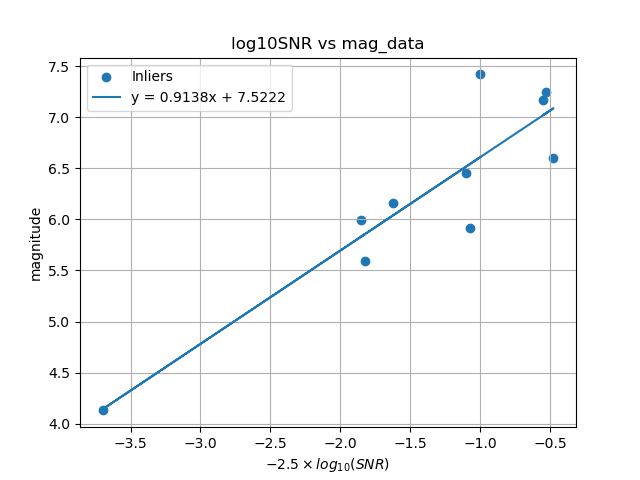 log10SNR vs mag_data
Inliers
y = 0.9138x + 7.5222
magnitude
7.5
7.0
6.5
6.0
5.5
5.0
4.5
4.0
−3.5 −3.0 −2.5 −2.0 −1.5 −1.0 −0.5
−2.5 × log₁₀(SNR)